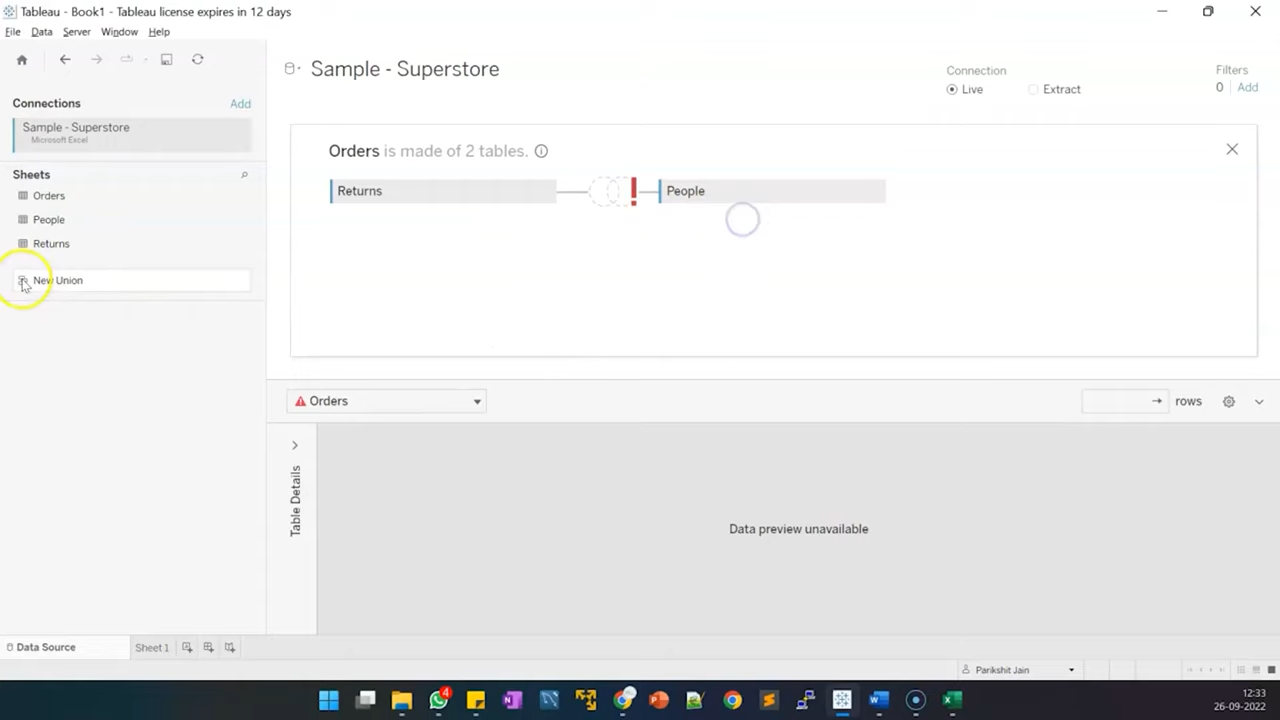 Tableau - Book1 - Tableau license expires in 12 days
File Data Server Window Help
Connections Add
Sample - Superstore
Microsoft Excel
Sheets
Orders
People
Returns
New Union
Sample - Superstore
Connection
Live Extract
Filters
0 Add
Orders is made of 2 tables.
Returns
People
Orders
rows
Table Details
Data preview unavailable
Data Source Sheet 1
Parikshit Jain
4
12:33
26-09-2022